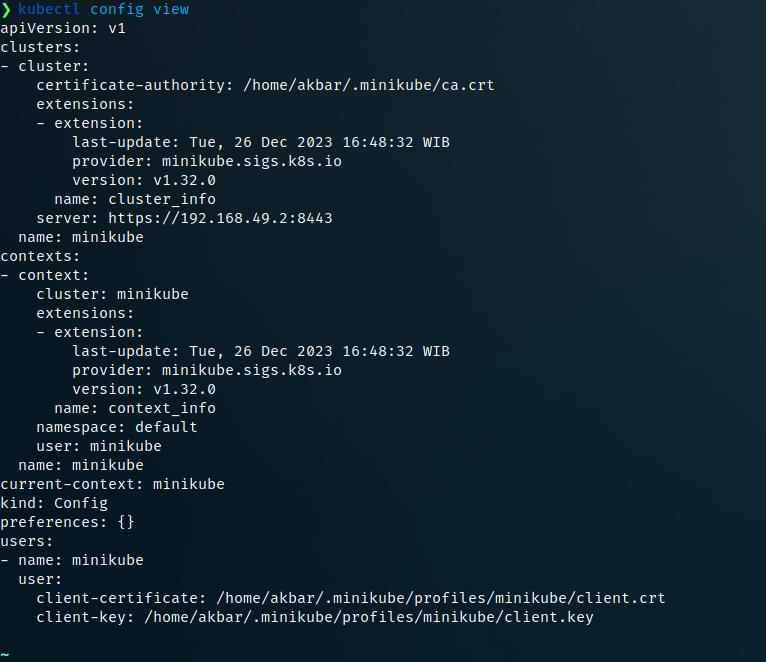 ❯ kubectl config view
apiVersion: v1
clusters:
- cluster:
    certificate-authority: /home/akbar/.minikube/ca.crt
    extensions:
    - extension:
        last-update: Tue, 26 Dec 2023 16:48:32 WIB
        provider: minikube.sigs.k8s.io
        version: v1.32.0
      name: cluster_info
    server: https://192.168.49.2:8443
  name: minikube
contexts:
- context:
    cluster: minikube
    extensions:
    - extension:
        last-update: Tue, 26 Dec 2023 16:48:32 WIB
        provider: minikube.sigs.k8s.io
        version: v1.32.0
      name: context_info
    namespace: default
    user: minikube
  name: minikube
current-context: minikube
kind: Config
preferences: {}
users:
- name: minikube
  user:
    client-certificate: /home/akbar/.minikube/profiles/minikube/client.crt
    client-key: /home/akbar/.minikube/profiles/minikube/client.key
~